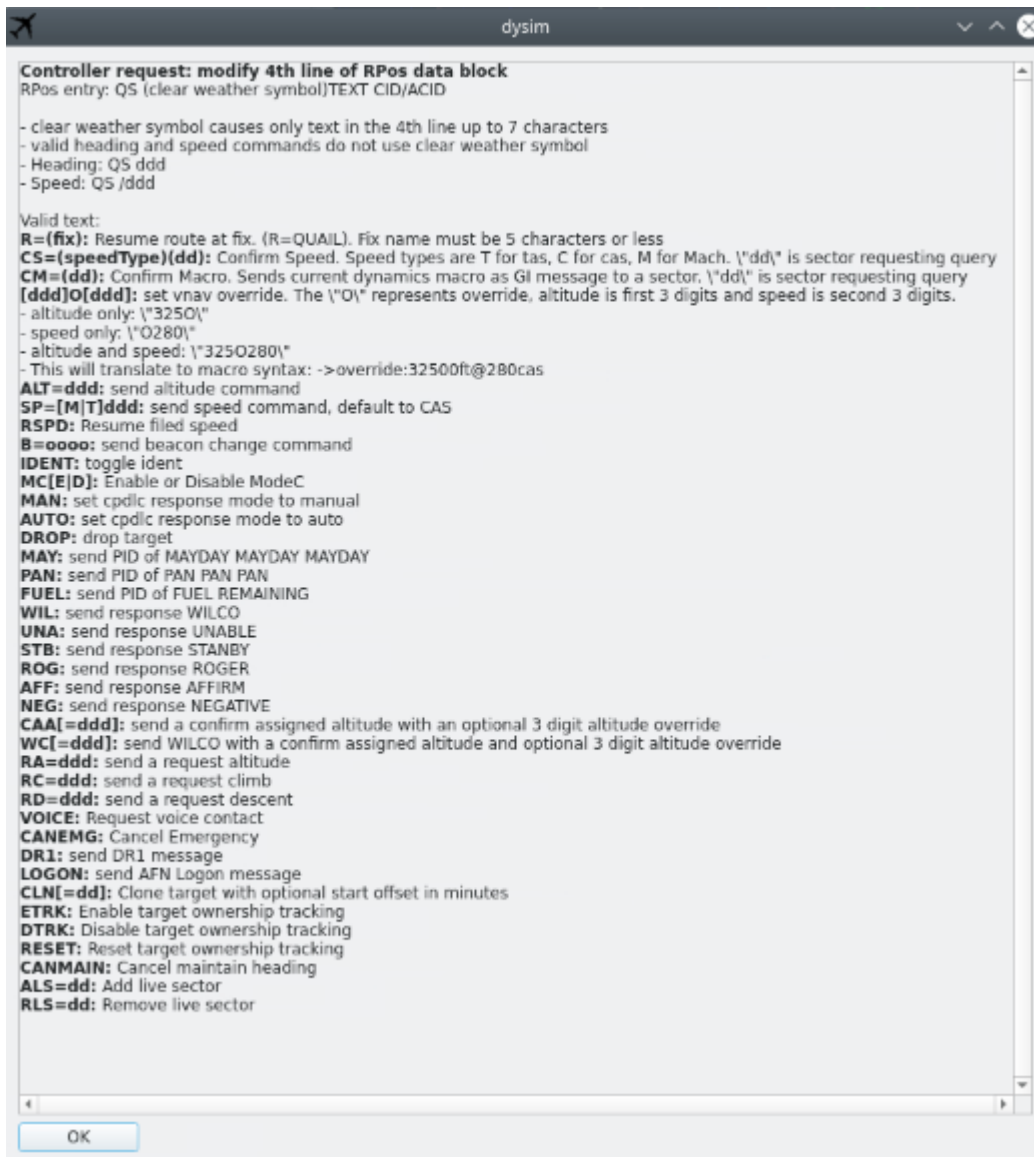 dysim
Controller request: modify 4th line of RPos data block
RPos entry: QS (clear weather symbol)TEXT CID/ACID
- clear weather symbol causes only text in the 4th line up to 7 characters
- valid heading and speed commands do not use clear weather symbol
- Heading: QS ddd
- Speed: QS /ddd
Valid text:
R=(fix): Resume route at fix. (R=QUAIL). Fix name must be 5 characters or less
CS=(speedType)(dd): Confirm Speed. Speed types are T for tas, C for cas, M for Mach. \"dd\" is sector requesting query
CM=(dd): Confirm Macro. Sends current dynamics macro as GI message to a sector. \"dd\" is sector requesting query
[ddd]O[ddd]: set vnav override. The \"O\" represents override, altitude is first 3 digits and speed is second 3 digits.
- altitude only: \"325O\"
- speed only: \"O280\"
- altitude and speed: \"325O280\"
- This will translate to macro syntax: ->override:32500ft@280cas
ALT=ddd: send altitude command
SP=[M|T]ddd: send speed command, default to CAS
RSPD: Resume filed speed
B=oooo: send beacon change command
IDENT: toggle ident
MC[E|D]: Enable or Disable ModeC
MAN: set cpdlc response mode to manual
AUTO: set cpdlc response mode to auto
DROP: drop target
MAY: send PID of MAYDAY MAYDAY MAYDAY
PAN: send PID of PAN PAN PAN
FUEL: send PID of FUEL REMAINING
WIL: send response WILCO
UNA: send response UNABLE
STB: send response STANBY
ROG: send response ROGER
AFF: send response AFFIRM
NEG: send response NEGATIVE
CAA[=ddd]: send a confirm assigned altitude with an optional 3 digit altitude override
WC[=ddd]: send WILCO with a confirm assigned altitude and optional 3 digit altitude override
RA=ddd: send a request altitude
RC=ddd: send a request climb
RD=ddd: send a request descent
VOICE: Request voice contact
CANEMG: Cancel Emergency
DR1: send DR1 message
LOGON: send AFN Logon message
CLN[=dd]: Clone target with optional start offset in minutes
ETRK: Enable target ownership tracking
DTRK: Disable target ownership tracking
RESET: Reset target ownership tracking
CANMAIN: Cancel maintain heading
ALS=dd: Add live sector
RLS=dd: Remove live sector
OK